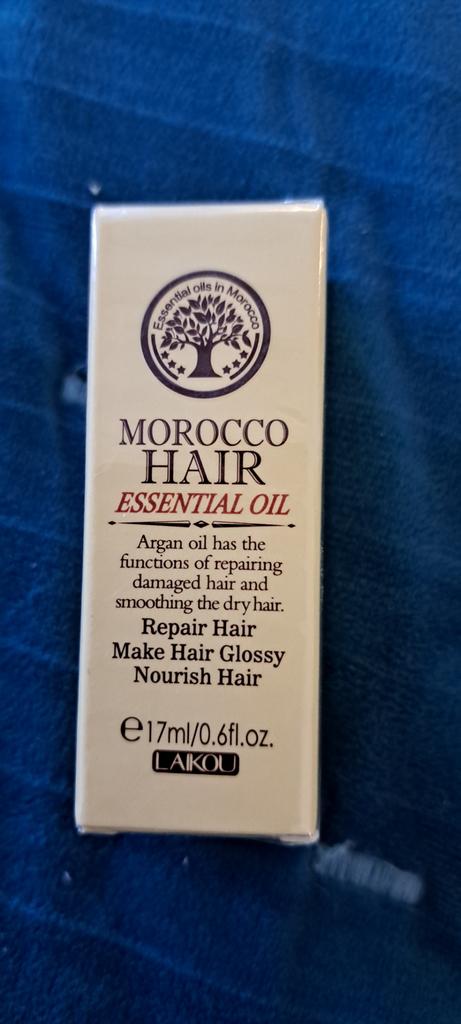 Essential oils in Morocco
MOROCCO
HAIR
ESSENTIAL OIL
Argan oil has the
functions of repairing
damaged hair and
smoothing the dry hair.
Repair Hair
Make Hair Glossy
Nourish Hair
℮17ml/0.6fl.oz.
LAIKOU